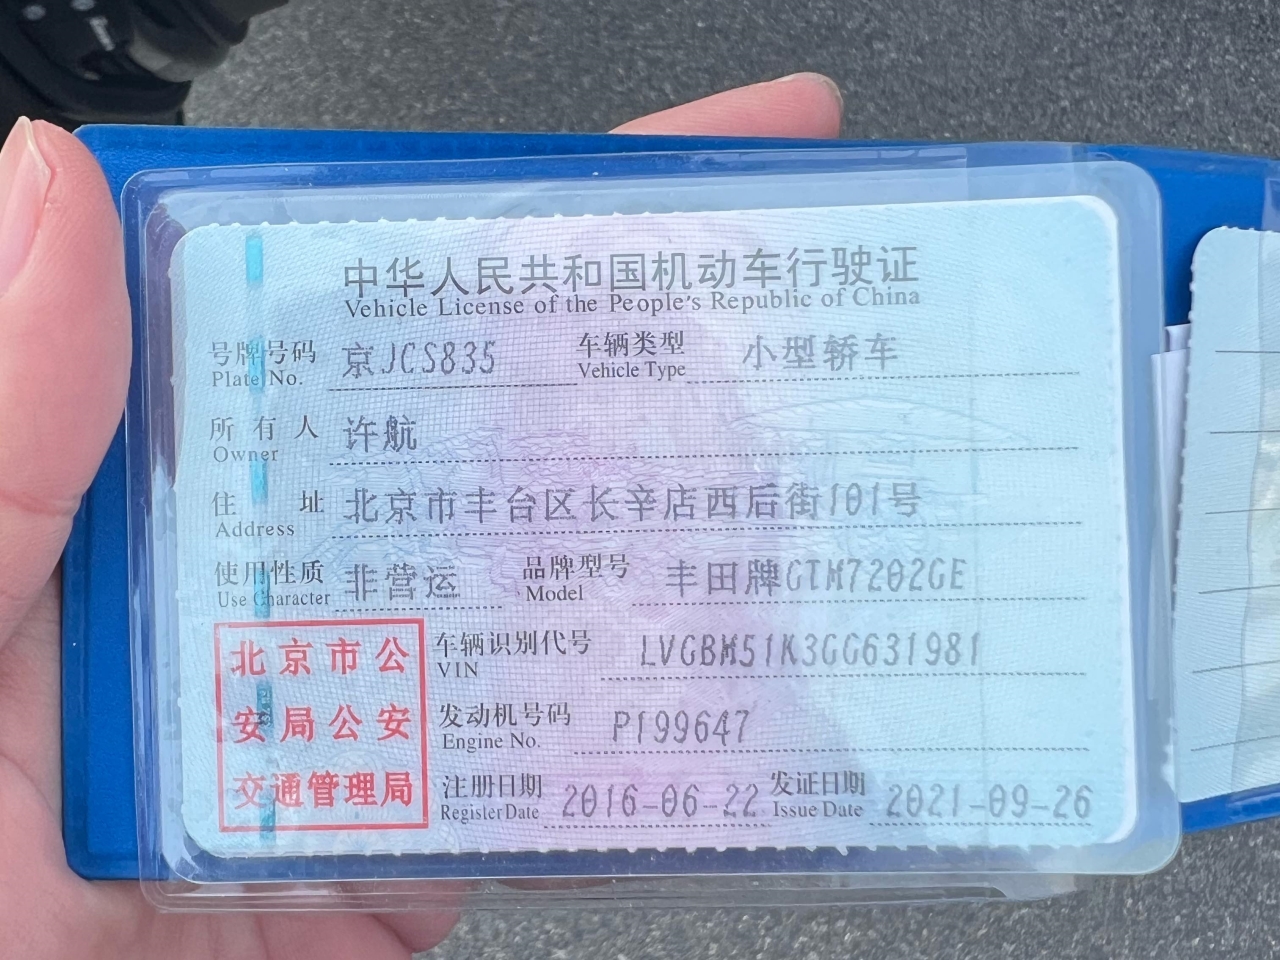 中华人民共和国机动车行驶证
Vehicle License of the People's Republic of China
号牌号码 京JCS835 车辆类型 小型轿车
Plate No. Vehicle Type
所有人 许航
Owner
住址 北京市丰台区长辛店西后街101号
Address
使用性质 非营运 品牌型号 丰田牌GTM7202GE
Use Character Model
北京市公
安局公安
交通管理局
车辆识别代号 LVGBM51K3GG631981
VIN
发动机号码 P199647
Engine No.
注册日期 2016-06-22 发证日期 2021-09-26
Register Date Issue Date